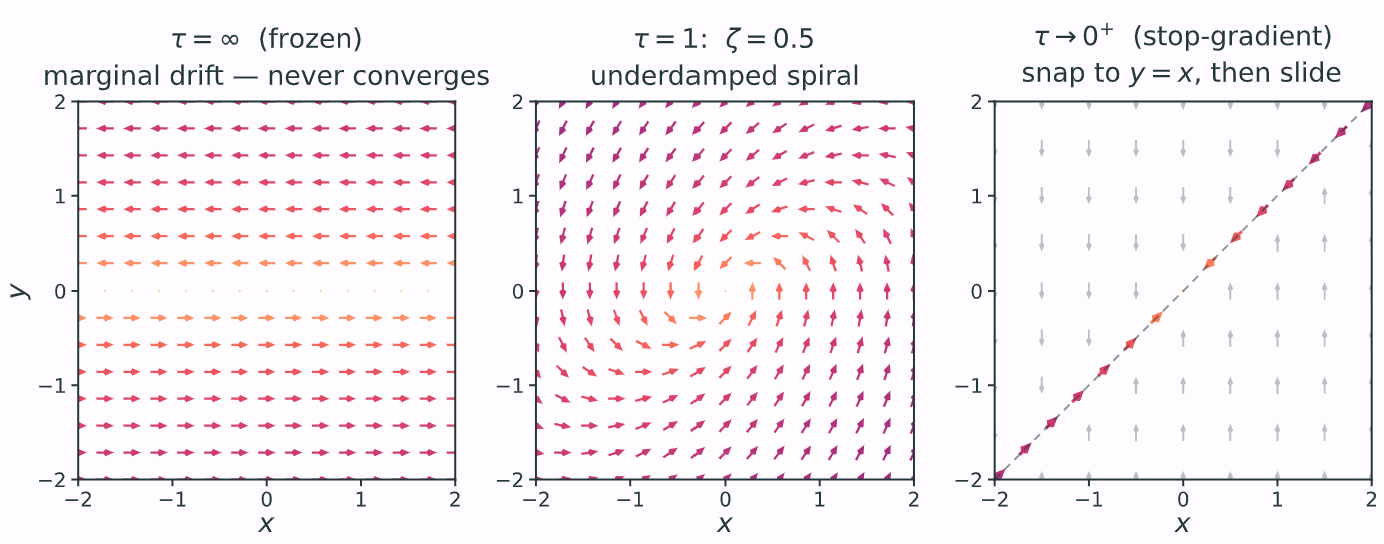 τ = ∞ (frozen)
marginal drift — never converges
τ = 1: ζ = 0.5
underdamped spiral
τ → 0⁺ (stop-gradient)
snap to y = x, then slide
y
2
1
0
−1
−2
−2 −1 0 1 2
x
2
1
0
−1
−2
−2 −1 0 1 2
x
2
1
0
−1
−2
−2 −1 0 1 2
x